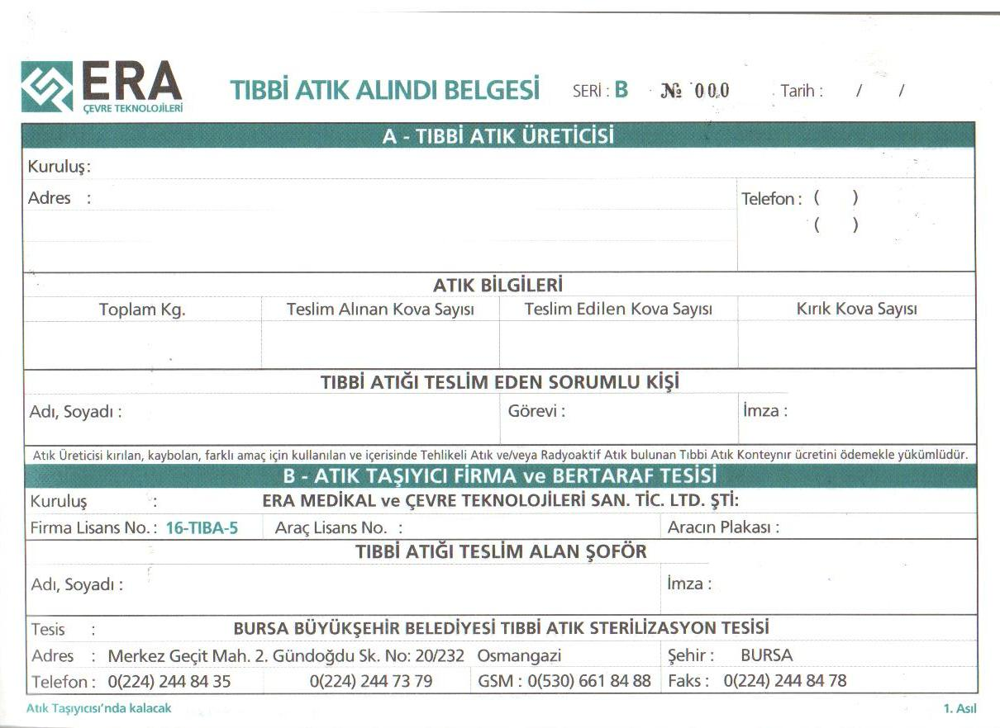 ERA
ÇEVRE TEKNOLOJİLERİ
TIBBİ ATIK ALINDI BELGESİ SERİ : B № 000 Tarih : / /
A - TIBBİ ATIK ÜRETİCİSİ
Kuruluş:
Adres : Telefon : ( )
( )
ATIK BİLGİLERİ
Toplam Kg. Teslim Alınan Kova Sayısı Teslim Edilen Kova Sayısı Kırık Kova Sayısı
TIBBİ ATIĞI TESLİM EDEN SORUMLU KİŞİ
Adı, Soyadı : Görevi : İmza :
Atık Üreticisi kırılan, kaybolan, farklı amaç için kullanılan ve içerisinde Tehlikeli Atık ve/veya Radyoaktif Atık bulunan Tıbbi Atık Konteynır ücretini ödemekle yükümlüdür.
B - ATIK TAŞIYICI FİRMA ve BERTARAF TESİSİ
Kuruluş : ERA MEDİKAL ve ÇEVRE TEKNOLOJİLERİ SAN. TİC. LTD. ŞTİ:
Firma Lisans No. : 16-TIBA-5 Araç Lisans No. : Aracın Plakası :
TIBBİ ATIĞI TESLİM ALAN ŞOFÖR
Adı, Soyadı : İmza :
Tesis : BURSA BÜYÜKŞEHİR BELEDİYESİ TIBBİ ATIK STERİLİZASYON TESİSİ
Adres : Merkez Geçit Mah. 2. Gündoğdu Sk. No: 20/232 Osmangazi Şehir : BURSA
Telefon : 0(224) 244 84 35 0(224) 244 73 79 GSM : 0(530) 661 84 88 Faks : 0(224) 244 84 78
Atık Taşıyıcısı'nda kalacak 1. Asıl